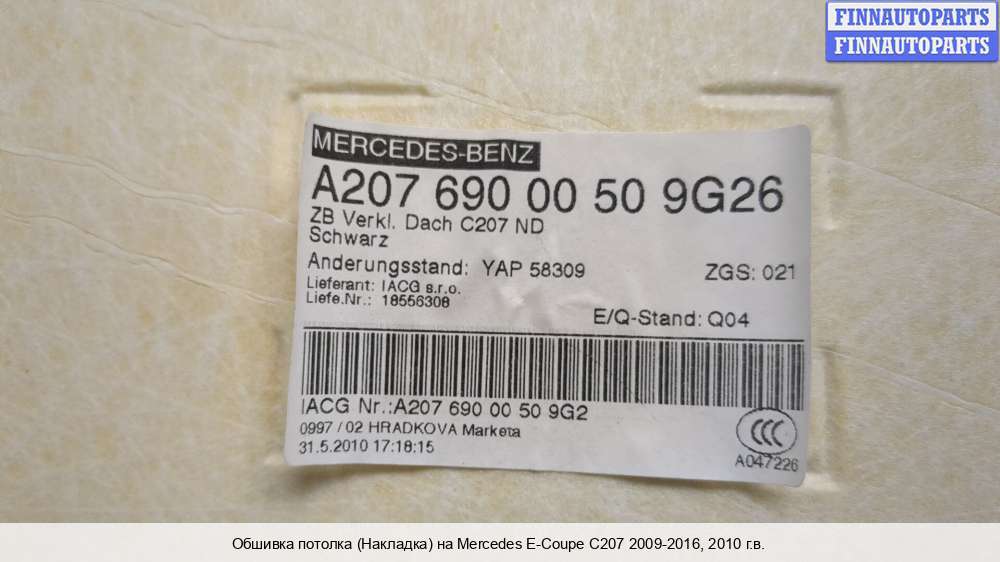 FINNAUTOPARTS
FINNAUTOPARTS
MERCEDES-BENZ
A207 690 00 50 9G26
ZB Verkl. Dach C207 ND
Schwarz
Änderungsstand: YAP 58309 ZGS: 021
Lieferant: IACG s.r.o.
Liefe.Nr.: 18556308
E/Q-Stand: Q04
IACG Nr.:A207 690 00 50 9G2
0997 / 02 HRADKOVA Marketa
31.5.2010 17:18:15
CCC
A047226
Обшивка потолка (Накладка) на Mercedes E-Coupe C207 2009-2016, 2010 г.в.